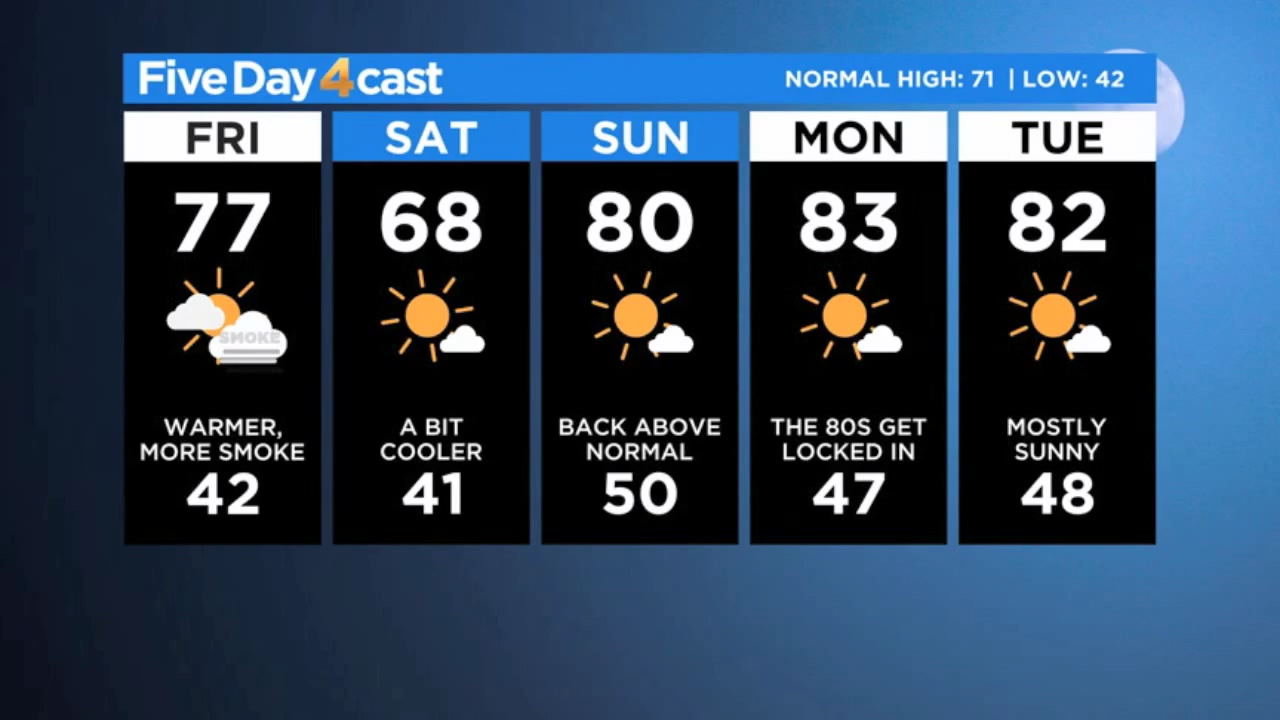 Five Day 4cast
NORMAL HIGH: 71 | LOW: 42
FRI
77
SMOKE
WARMER,
MORE SMOKE
42
SAT
68
A BIT
COOLER
41
SUN
80
BACK ABOVE
NORMAL
50
MON
83
THE 80S GET
LOCKED IN
47
TUE
82
MOSTLY
SUNNY
48